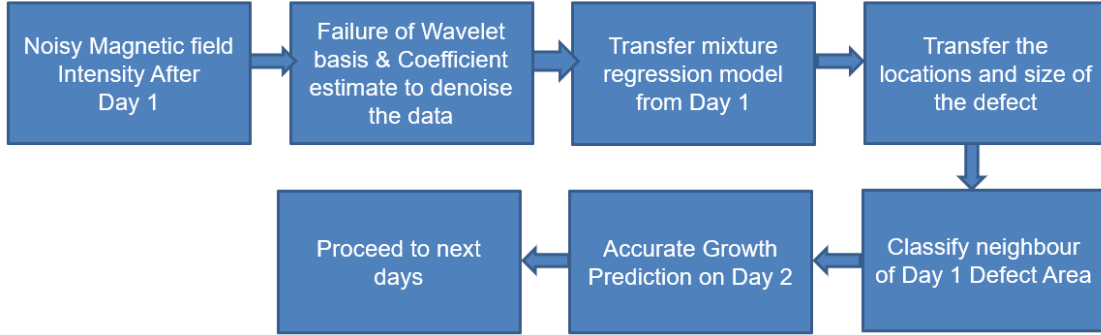 Noisy Magnetic field
Intensity After
Day 1
Failure of Wavelet
basis & Coefficient
estimate to denoise
the data
Transfer mixture
regression model
from Day 1
Transfer the
locations and size of
the defect
Classify neighbour
of Day 1 Defect Area
Accurate Growth
Prediction on Day 2
Proceed to next
days